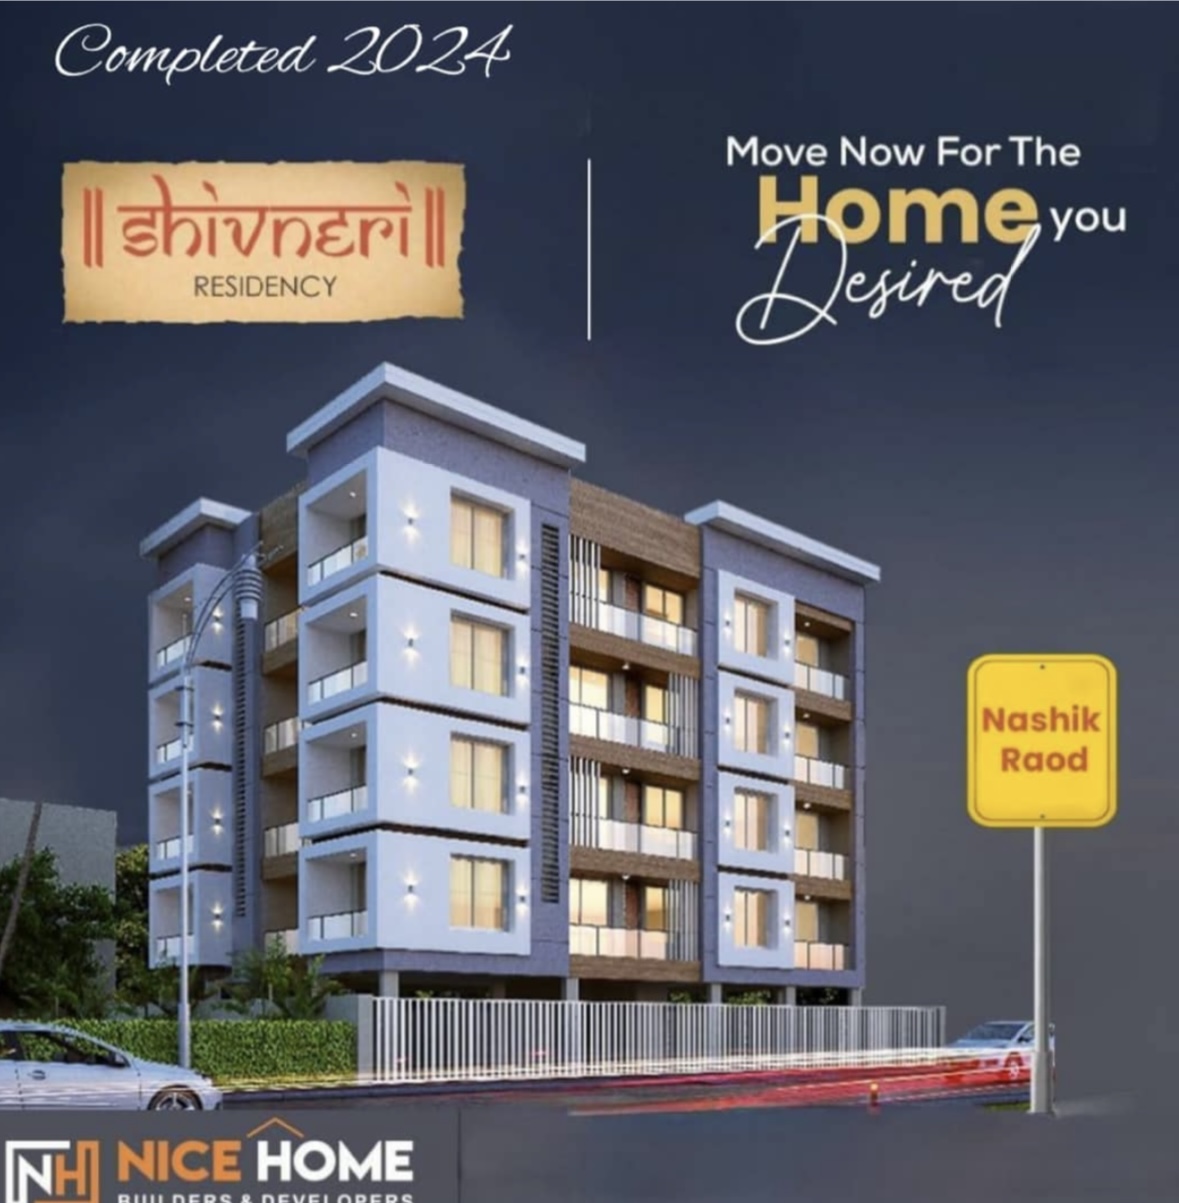 Completed 2024
||shivneri||
RESIDENCY
Move Now For The
Home you
Desired
Nashik
Raod
NH NICE HOME
BUILDERS & DEVELOPERS